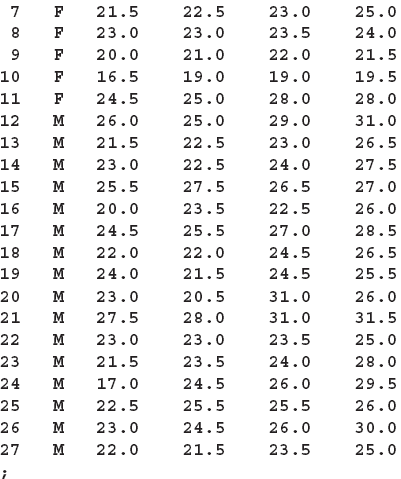 7 F 21.5 22.5 23.0 25.0
8 F 23.0 23.0 23.5 24.0
9 F 20.0 21.0 22.0 21.5
10 F 16.5 19.0 19.0 19.5
11 F 24.5 25.0 28.0 28.0
12 M 26.0 25.0 29.0 31.0
13 M 21.5 22.5 23.0 26.5
14 M 23.0 22.5 24.0 27.5
15 M 25.5 27.5 26.5 27.0
16 M 20.0 23.5 22.5 26.0
17 M 24.5 25.5 27.0 28.5
18 M 22.0 22.0 24.5 26.5
19 M 24.0 21.5 24.5 25.5
20 M 23.0 20.5 31.0 26.0
21 M 27.5 28.0 31.0 31.5
22 M 23.0 23.0 23.5 25.0
23 M 21.5 23.5 24.0 28.0
24 M 17.0 24.5 26.0 29.5
25 M 22.5 25.5 25.5 26.0
26 M 23.0 24.5 26.0 30.0
27 M 22.0 21.5 23.5 25.0
;